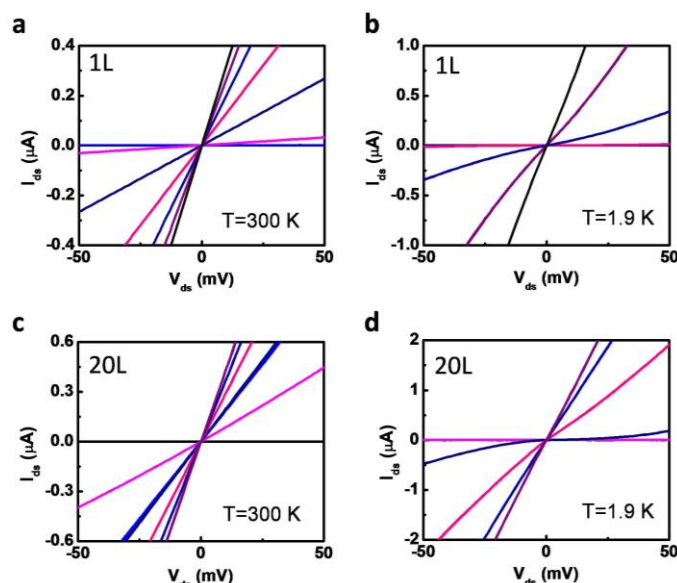 a
0.4
0.2
0.0
-0.2
-0.4
I_ds (μA)
1L
T=300 K
-50 0 50
V_ds (mV)
b
1.0
0.5
0.0
-0.5
-1.0
I_ds (μA)
1L
T=1.9 K
-50 0 50
V_ds (mV)
c
0.6
0.3
0.0
-0.3
-0.6
I_ds (μA)
20L
T=300 K
-50 0 50
V_ds (mV)
d
2
1
0
-1
-2
I_ds (μA)
20L
T=1.9 K
-50 0 50
V_ds (mV)